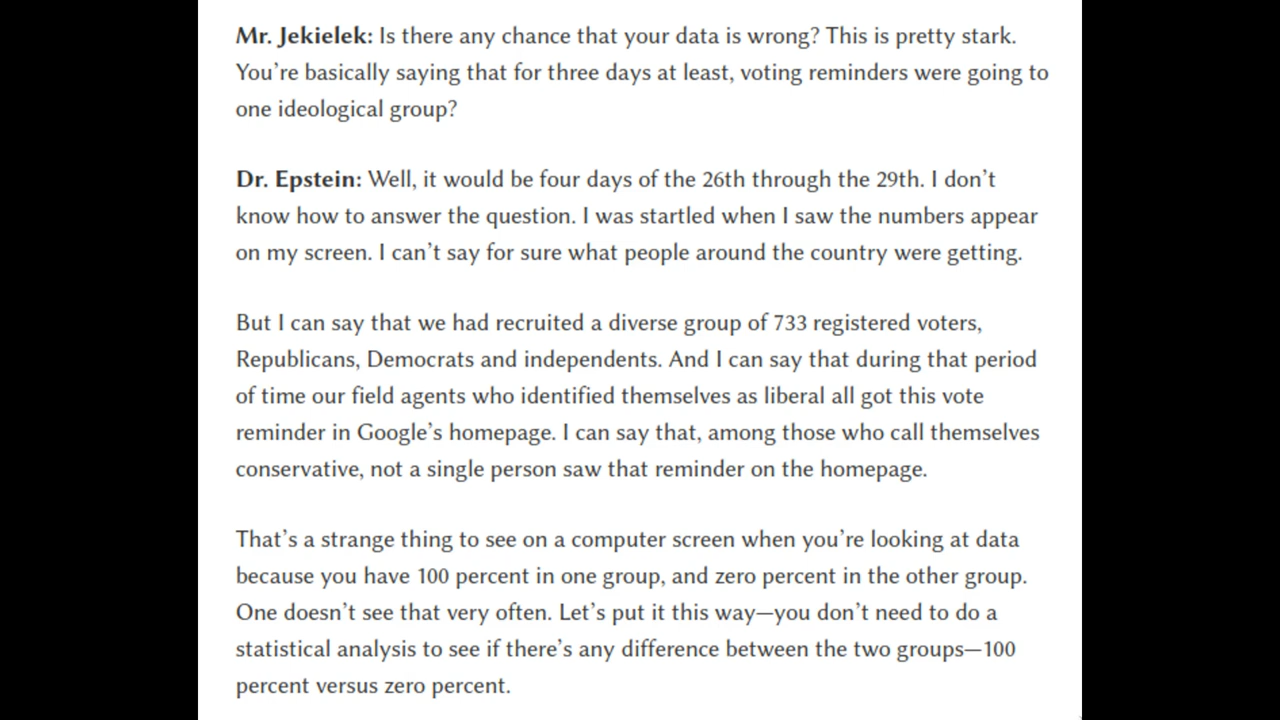 Mr. Jekielek: Is there any chance that your data is wrong? This is pretty stark.
You’re basically saying that for three days at least, voting reminders were going to
one ideological group?
Dr. Epstein: Well, it would be four days of the 26th through the 29th. I don’t
know how to answer the question. I was startled when I saw the numbers appear
on my screen. I can’t say for sure what people around the country were getting.
But I can say that we had recruited a diverse group of 733 registered voters,
Republicans, Democrats and independents. And I can say that during that period
of time our field agents who identified themselves as liberal all got this vote
reminder in Google’s homepage. I can say that, among those who call themselves
conservative, not a single person saw that reminder on the homepage.
That’s a strange thing to see on a computer screen when you’re looking at data
because you have 100 percent in one group, and zero percent in the other group.
One doesn’t see that very often. Let’s put it this way—you don’t need to do a
statistical analysis to see if there’s any difference between the two groups—100
percent versus zero percent.